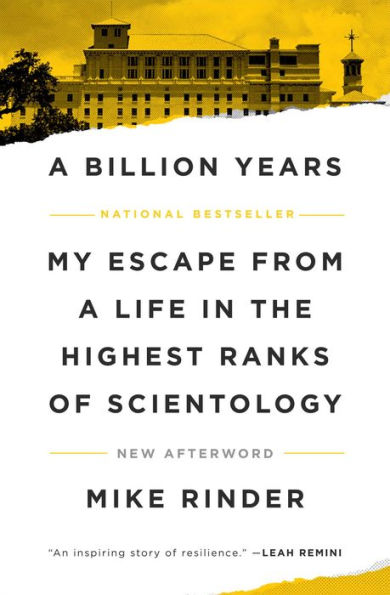 A BILLION YEARS
NATIONAL BESTSELLER
MY ESCAPE FROM
A LIFE IN THE
HIGHEST RANKS
OF SCIENTOLOGY
NEW AFTERWORD
MIKE RINDER
“An inspiring story of resilience.” —LEAH REMINI